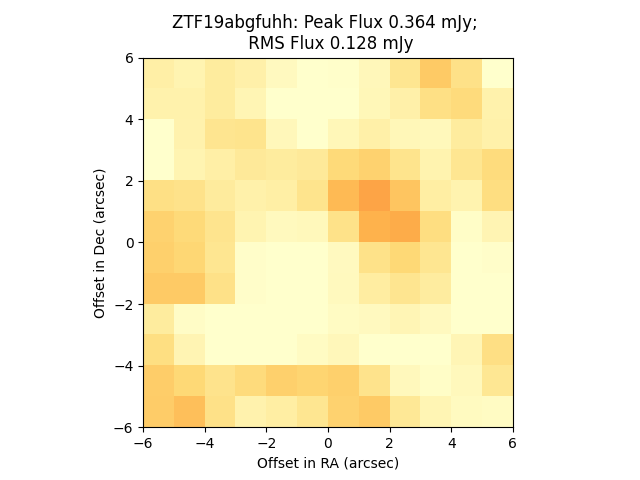 ZTF19abgfuhh: Peak Flux 0.364 mJy;
RMS Flux 0.128 mJy
6
4
2
0
−2
−4
−6
Offset in Dec (arcsec)
−6 −4 −2 0 2 4 6
Offset in RA (arcsec)